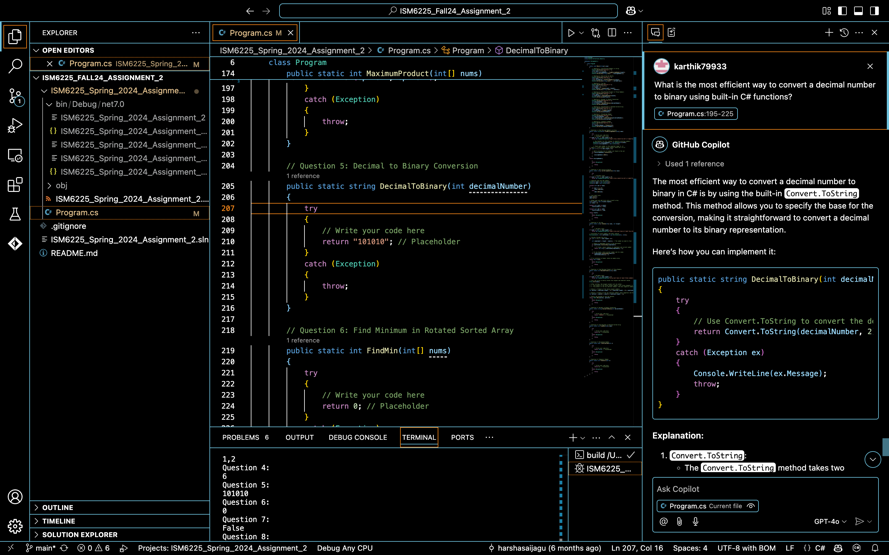 ISM6225_Fall24_Assignment_2
EXPLORER
OPEN EDITORS
Program.cs ISM6225_Spring_2024_Assignment_... M
ISM6225_FALL24_ASSIGNMENT_2
ISM6225_Spring_2024_Assignme...
bin/Debug/net7.0
ISM6225_Spring_2024_Assignment_2
ISM6225_Spring_2024_Assignment_...
ISM6225_Spring_2024_Assignment_...
ISM6225_Spring_2024_Assignment_...
ISM6225_Spring_2024_Assignment_...
obj
ISM6225_Spring_2024_Assignment_2....
Program.cs M
.gitignore
ISM6225_Spring_2024_Assignment_2.sln
README.md
OUTLINE
TIMELINE
SOLUTION EXPLORER
Program.cs M
ISM6225_Spring_2024_Assignment_2 > Program.cs > Program > DecimalToBinary
6 class Program
174 public static int MaximumProduct(int[] nums)
197 }
198 catch (Exception)
199 {
200 throw;
201 }
202 }
203
204 // Question 5: Decimal to Binary Conversion
1 reference
205 public static string DecimalToBinary(int decimalNumber)
206 {
207 try
208 {
209 // Write your code here
210 return "101010"; // Placeholder
211 }
212 catch (Exception)
213 {
214 throw;
215 }
216 }
217
218 // Question 6: Find Minimum in Rotated Sorted Array
1 reference
219 public static int FindMin(int[] nums)
220 {
221 try
222 {
223 // Write your code here
224 return 0; // Placeholder
225 }
PROBLEMS 6 OUTPUT DEBUG CONSOLE TERMINAL PORTS
1,2
Question 4:
6
Question 5:
101010
Question 6:
0
Question 7:
False
Question 8:
build /U...
ISM6225_...
karthik79933
What is the most efficient way to convert a decimal number
to binary using built-in C# functions?
Program.cs:195-225
GitHub Copilot
Used 1 reference
The most efficient way to convert a decimal number to
binary in C# is by using the built-in Convert.ToString
method. This method allows you to specify the base for the
conversion, making it straightforward to convert a decimal
number to its binary representation.
Here's how you can implement it:
public static string DecimalToBinary(int decimalN
{
try
{
// Use Convert.ToString to convert the de
return Convert.ToString(decimalNumber, 2
}
catch (Exception ex)
{
Console.WriteLine(ex.Message);
throw;
}
}
Explanation:
1. Convert.ToString:
The Convert.ToString method takes two
Ask Copilot
Program.cs Current file
GPT-4o
main* 0 6 Projects: ISM6225_Spring_2024_Assignment_2 Debug Any CPU harshasaijagu (6 months ago) Ln 207, Col 16 Spaces: 4 UTF-8 with BOM LF {} C#